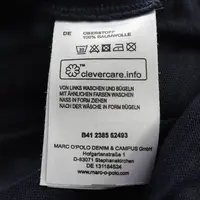 DE OBERSTOFF
100% BAUMWOLLE
clevercare.info
VON LINKS WASCHEN UND BÜGELN
MIT ÄHNLICHEN FARBEN WASCHEN
NASS IN FORM ZIEHEN
NACH DER WÄSCHE IN FORM BÜGELN
B41 2385 52493
MARC O'POLO DENIM & CAMPUS GmbH
Hofgartenstraße 1
D-83071 Stephanskirchen
DE 131184524
www.marc-o-polo.com